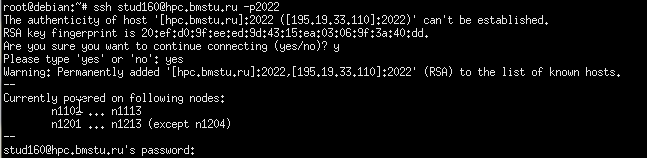 root@debian:~# ssh stud160@hpc.bmstu.ru -p2022
The authenticity of host '[hpc.bmstu.ru]:2022 ([195.19.33.110]:2022)' can't be established.
RSA key fingerprint is 20:ef:d0:9f:ee:ed:9d:43:15:ea:03:06:9f:3a:40:dd.
Are you sure you want to continue connecting (yes/no)? y
Please type 'yes' or 'no': yes
Warning: Permanently added '[hpc.bmstu.ru]:2022,[195.19.33.110]:2022' (RSA) to the list of known hosts.
--
Currently powered on following nodes:
n1101 ... n1113
n1201 ... n1213 (except n1204)
--
stud160@hpc.bmstu.ru's password: